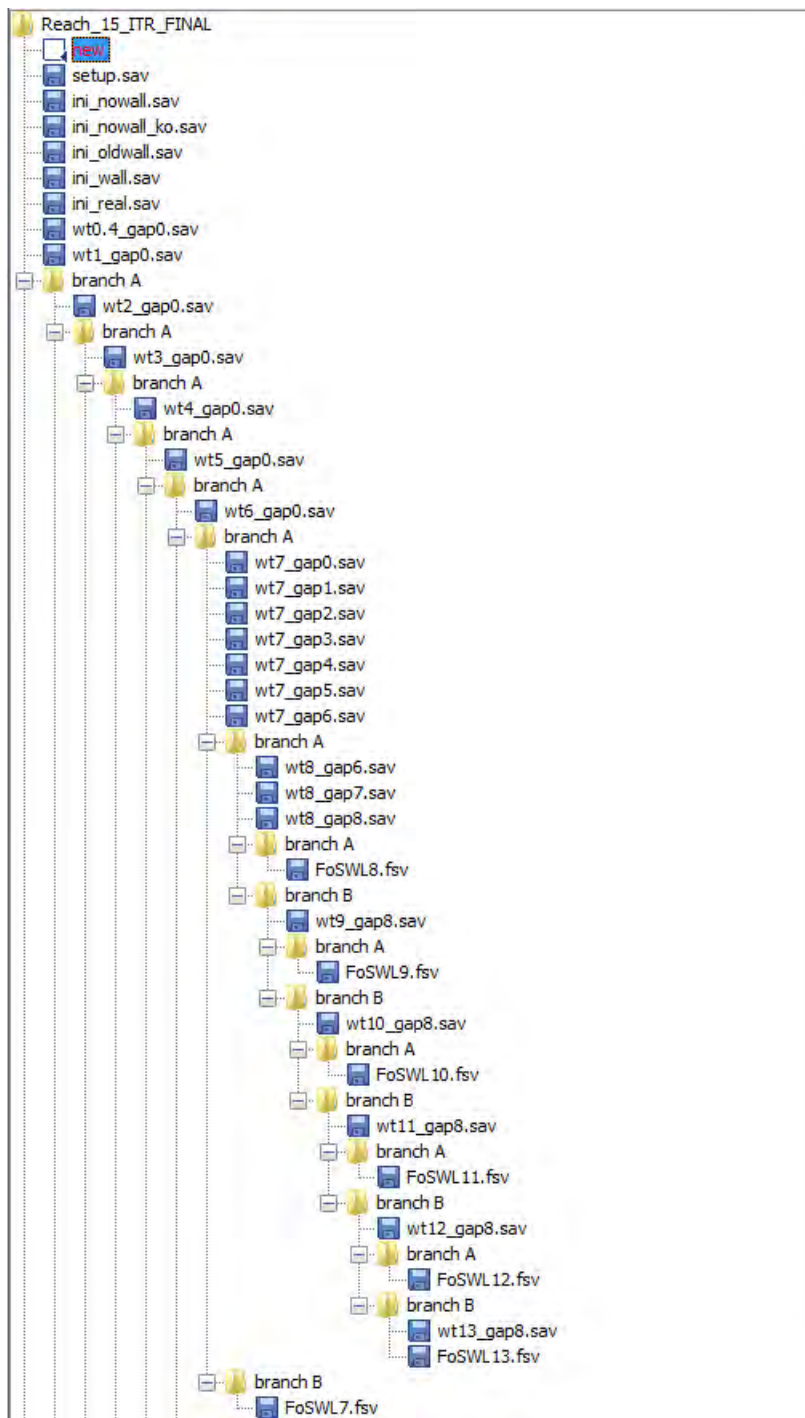 Reach_15_ITR_FINAL
new
setup.sav
ini_nowall.sav
ini_nowall_ko.sav
ini_oldwall.sav
ini_wall.sav
ini_real.sav
wt0.4_gap0.sav
wt1_gap0.sav
branch A
wt2_gap0.sav
branch A
wt3_gap0.sav
branch A
wt4_gap0.sav
branch A
wt5_gap0.sav
branch A
wt6_gap0.sav
branch A
wt7_gap0.sav
wt7_gap1.sav
wt7_gap2.sav
wt7_gap3.sav
wt7_gap4.sav
wt7_gap5.sav
wt7_gap6.sav
branch A
wt8_gap6.sav
wt8_gap7.sav
wt8_gap8.sav
branch A
FoSWL8.fsv
branch B
wt9_gap8.sav
branch A
FoSWL9.fsv
branch B
wt10_gap8.sav
branch A
FoSWL10.fsv
branch B
wt11_gap8.sav
branch A
FoSWL11.fsv
branch B
wt12_gap8.sav
branch A
FoSWL12.fsv
branch B
wt13_gap8.sav
FoSWL13.fsv
branch B
FoSWL7.fsv